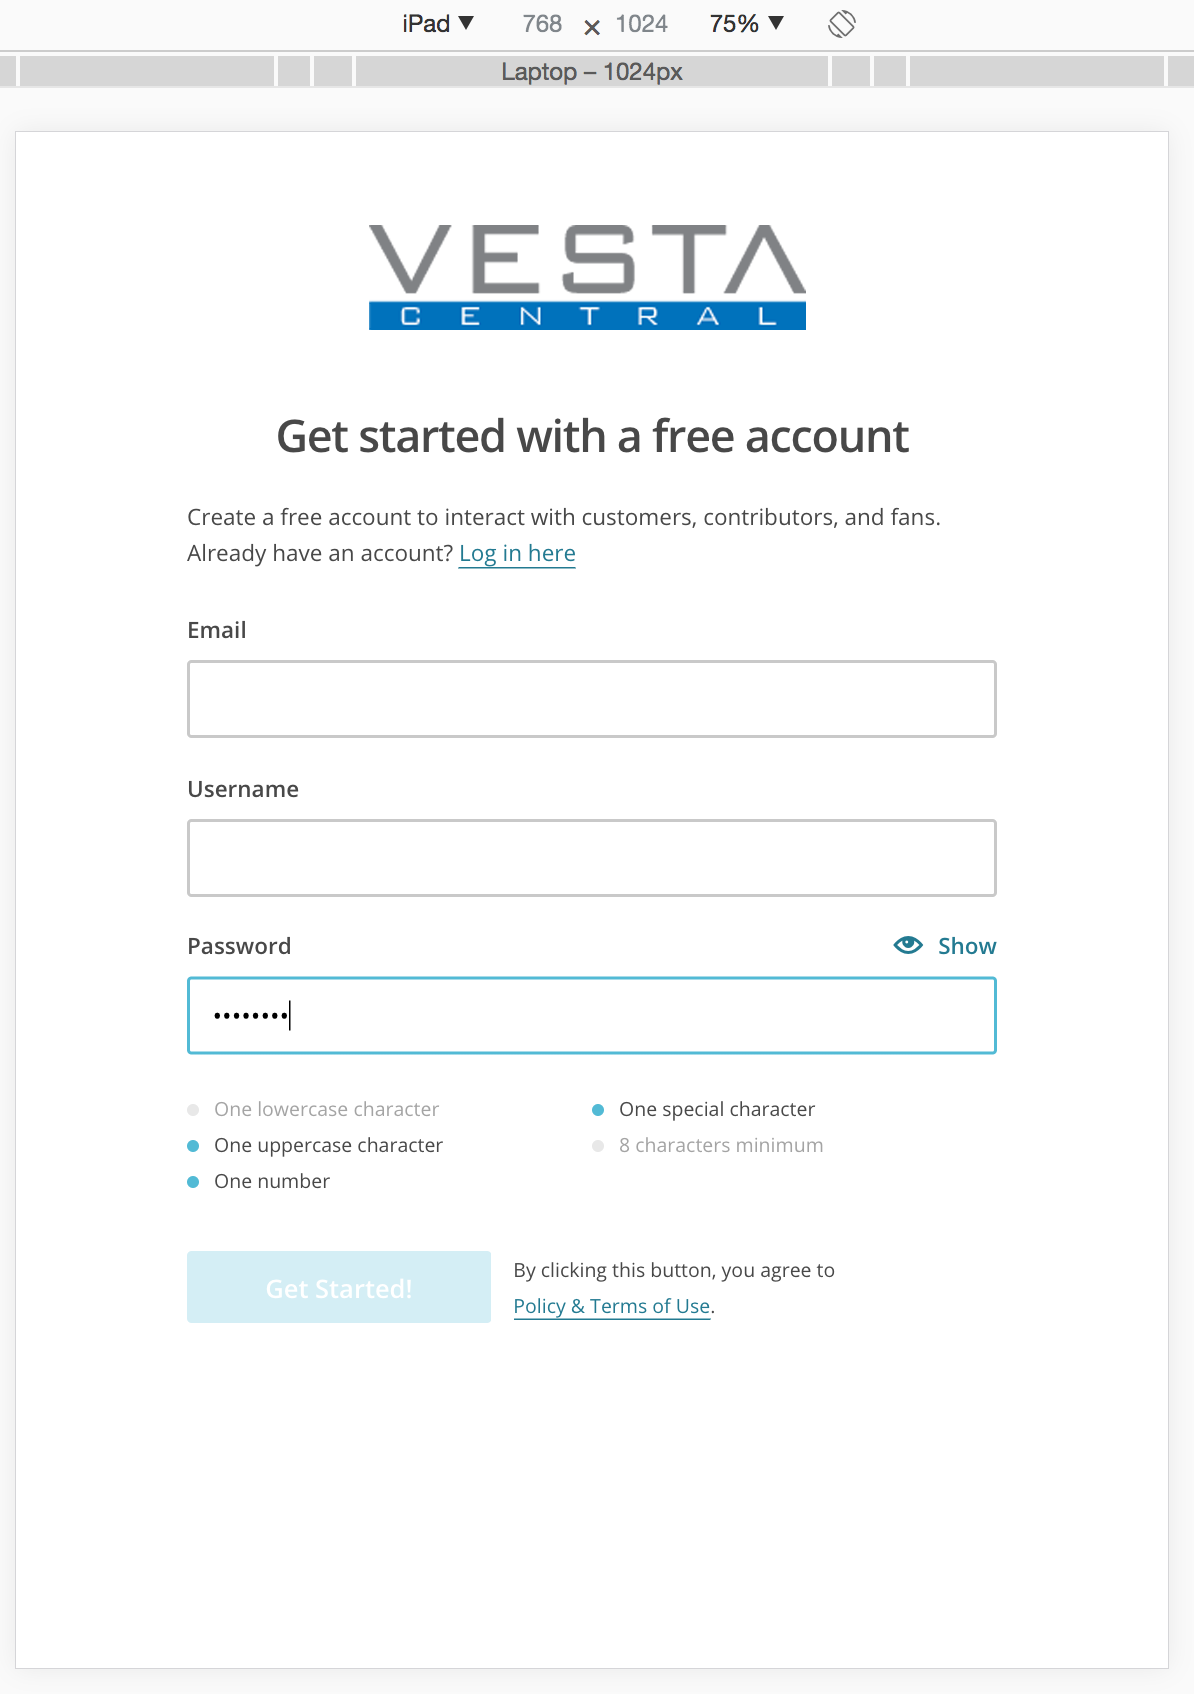 iPad ▼ 768 × 1024 75% ▼
Laptop – 1024px
VESTA
CENTRAL
Get started with a free account
Create a free account to interact with customers, contributors, and fans.
Already have an account? Log in here
Email
Username
Password
Show
••••••••
One lowercase character
One uppercase character
One number
One special character
8 characters minimum
Get Started!
By clicking this button, you agree to
Policy & Terms of Use.